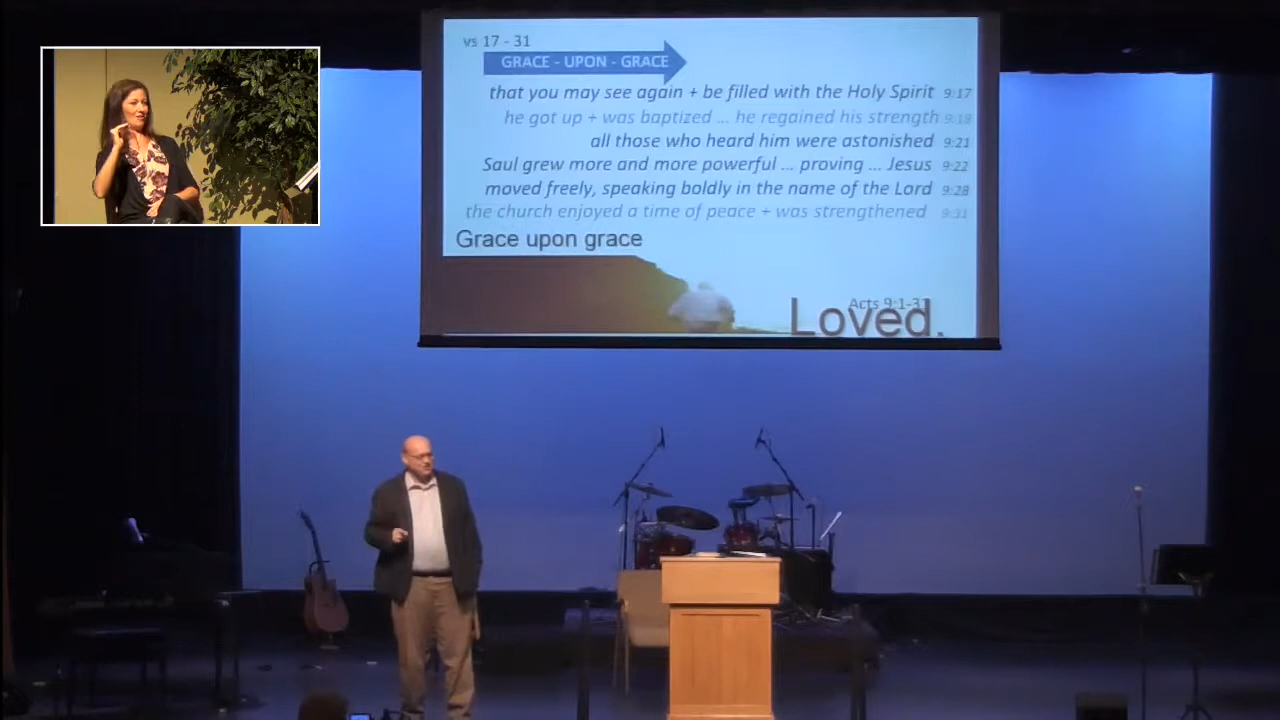 vs 17 - 31
GRACE - UPON - GRACE
that you may see again + be filled with the Holy Spirit 9:17
he got up + was baptized ... he regained his strength 9:18
all those who heard him were astonished 9:21
Saul grew more and more powerful ... proving ... Jesus 9:22
moved freely, speaking boldly in the name of the Lord 9:28
the church enjoyed a time of peace + was strengthened 9:31
Grace upon grace
Acts 9:1-31
Loved.